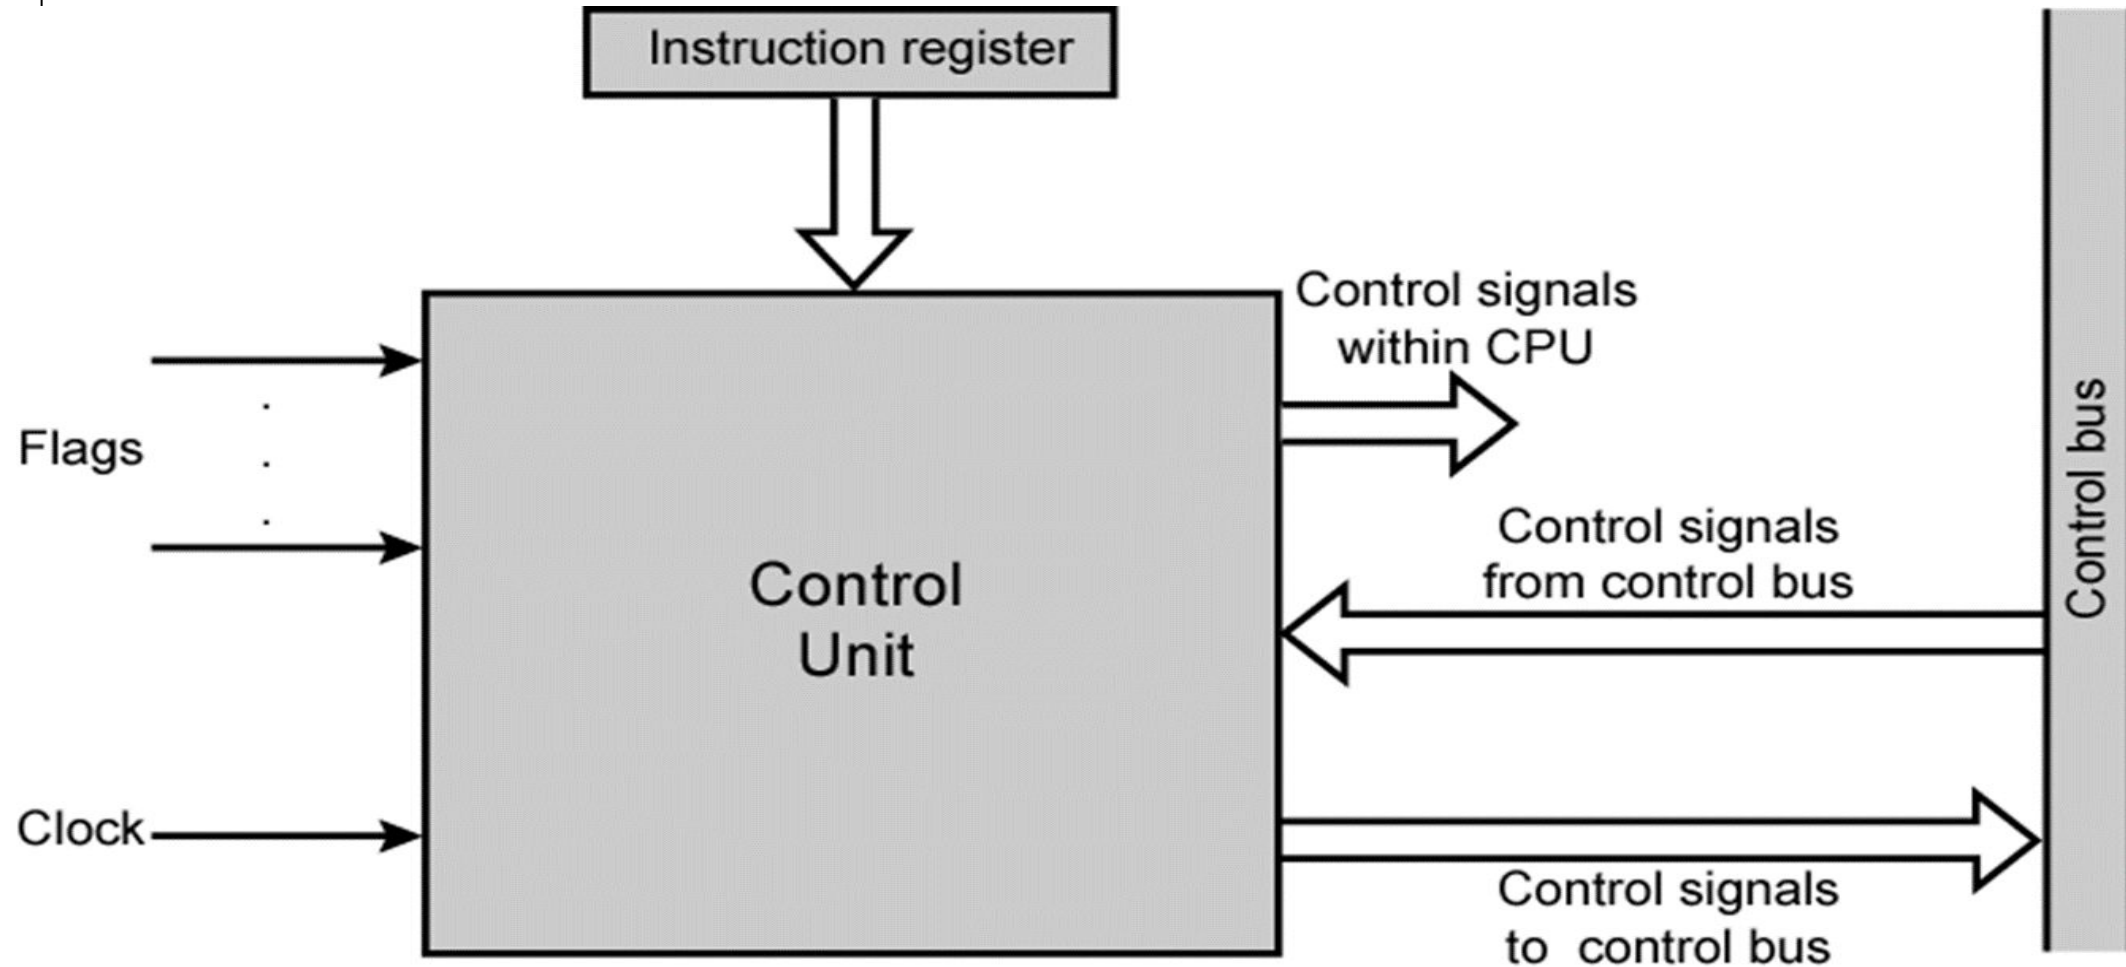 Instruction register
Control signals
within CPU
Flags
Control signals
from control bus
Control
Unit
Control bus
Clock
Control signals
to control bus